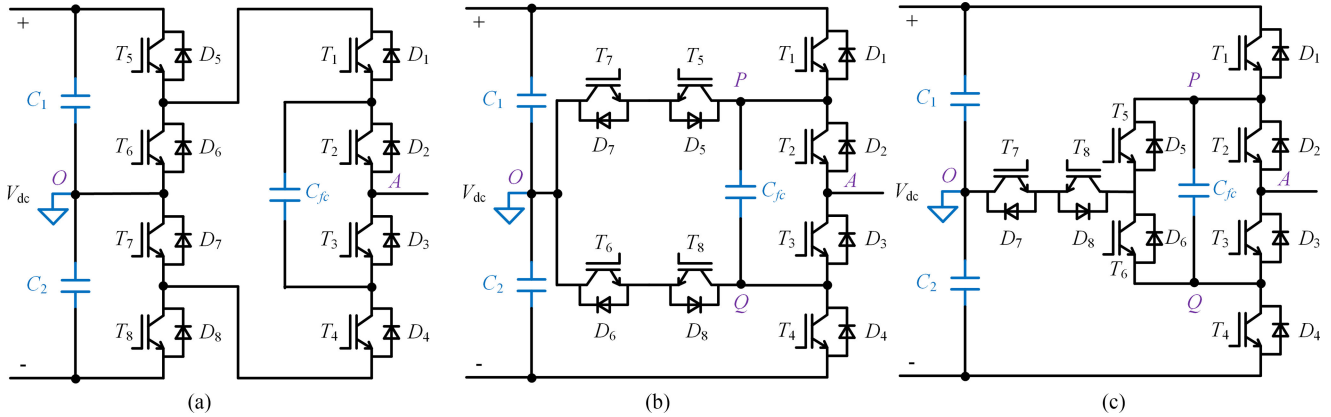 + + +
T5 D5 T1 D1
T7 T5 T1 D1
T1 D1
C1 C1 P C1 P
D7 D5
T5
T6 D6 T2 D2
T2 D2
T7 T8 D5 T2 D2
O A O A O A
Vdc Cfc Vdc Cfc Vdc Cfc
T7 D7 T3 D3
T6 T8 T3 D3
D7 D8 D6 T3 D3
T6
C2 C2 Q C2 Q
D6 D8
T8 D8 T4 D4
T4 D4
T4 D4
- - -
(a) (b) (c)